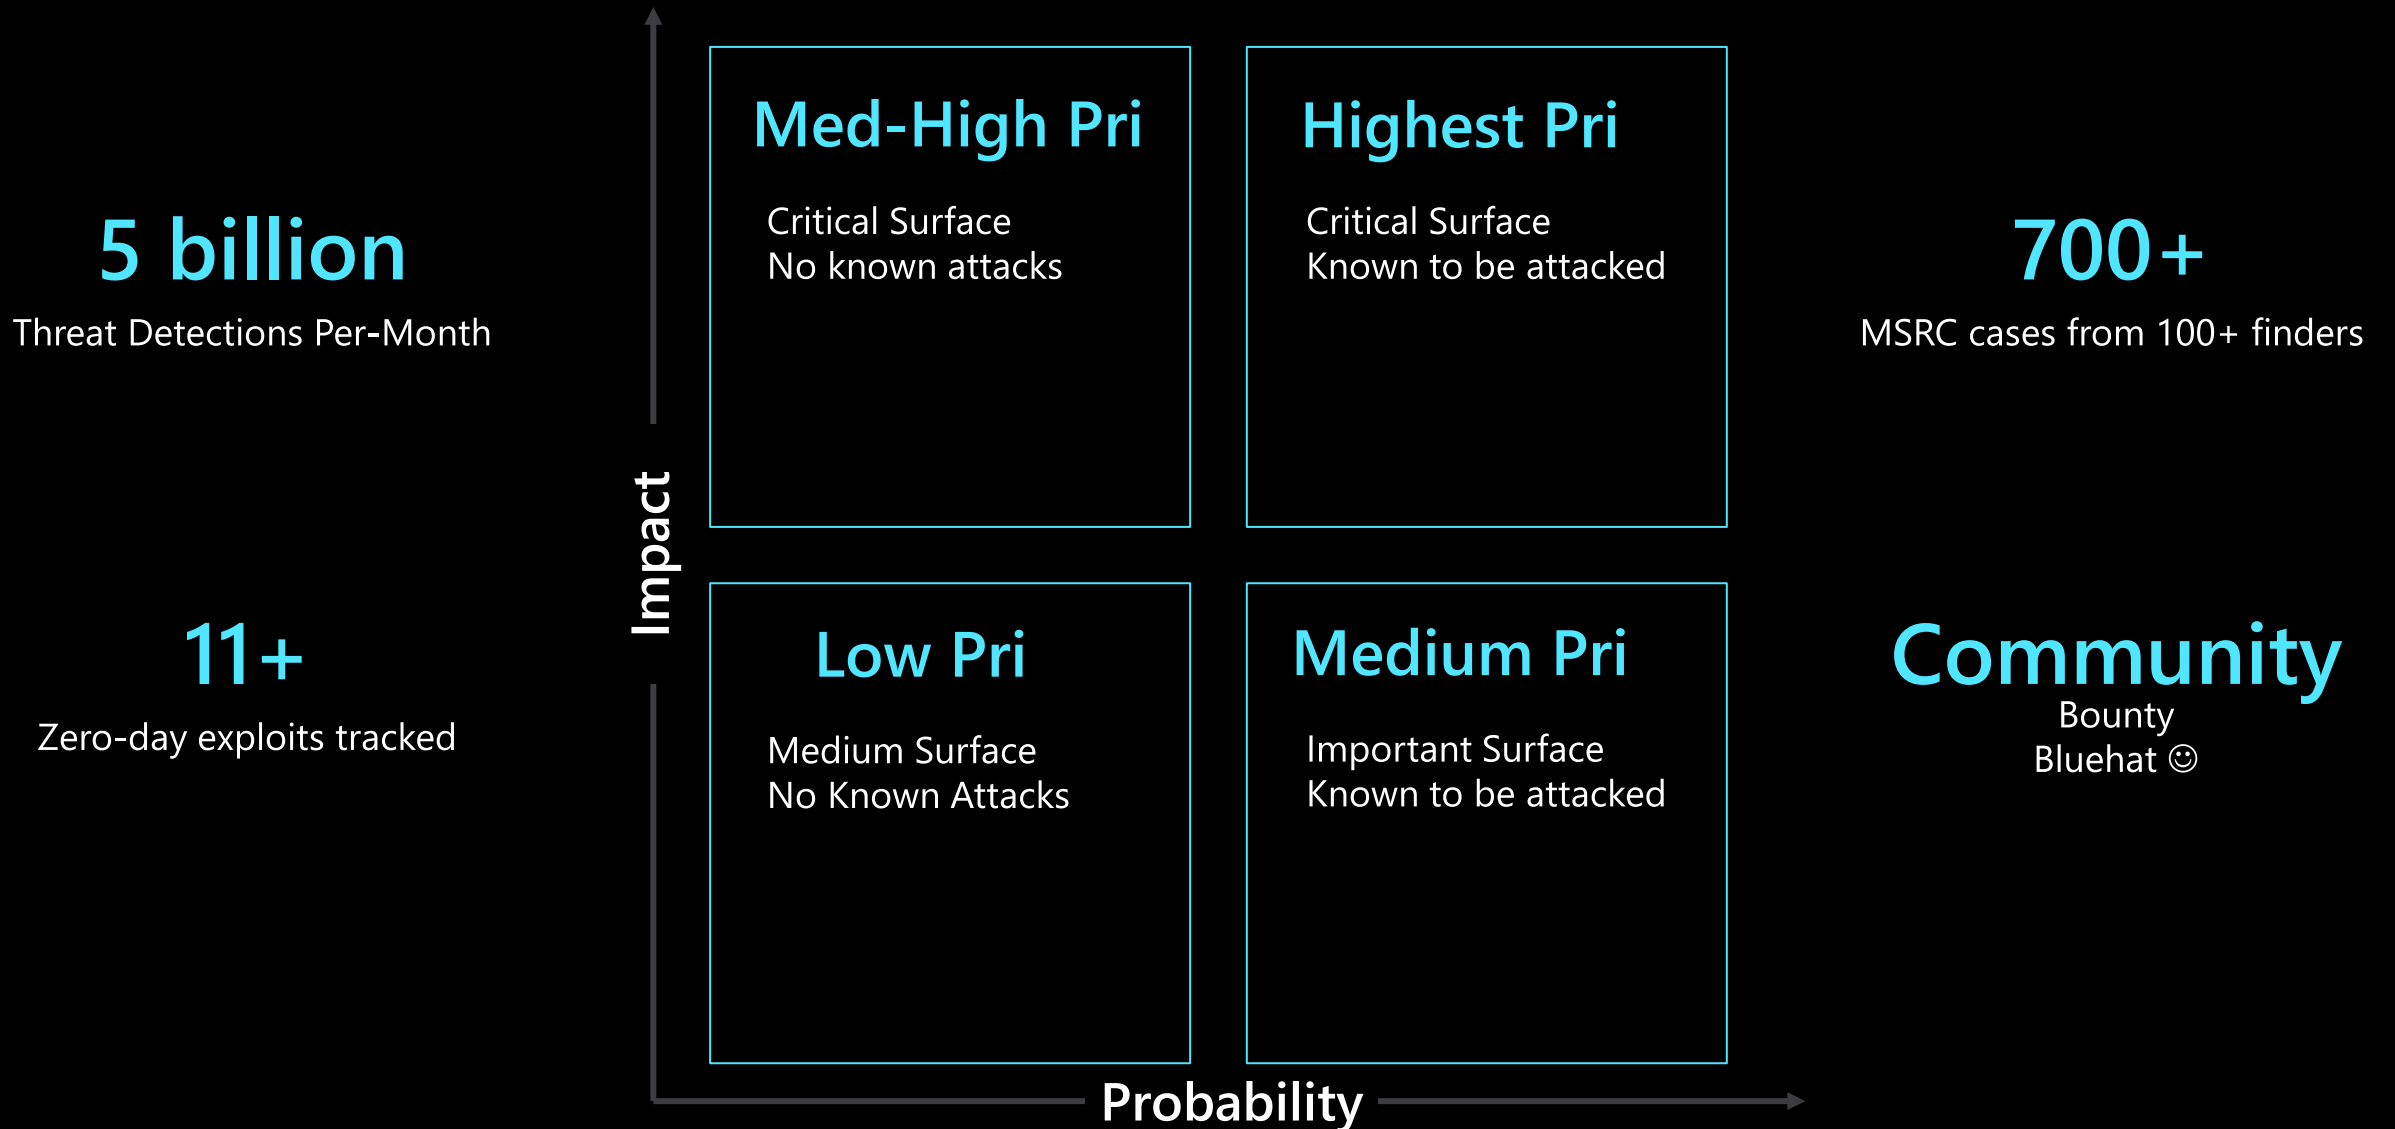 5 billion
Threat Detections Per-Month
11+
Zero-day exploits tracked
Impact
Med-High Pri
Critical Surface
No known attacks
Highest Pri
Critical Surface
Known to be attacked
Low Pri
Medium Surface
No Known Attacks
Medium Pri
Important Surface
Known to be attacked
Probability
700+
MSRC cases from 100+ finders
Community
Bounty
Bluehat ☺